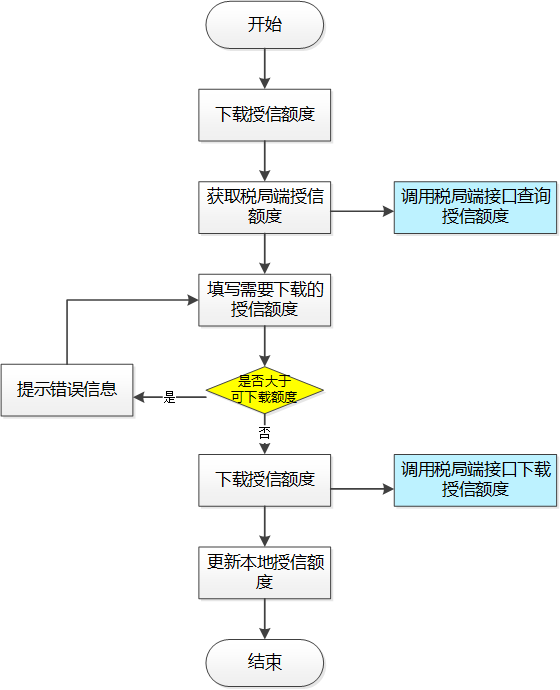 开始
下载授信额度
获取税局端授信
额度
调用税局端接口查询
授信额度
填写需要下载的
授信额度
提示错误信息
是
是否大于
可下载额度
否
下载授信额度
调用税局端接口下载
授信额度
更新本地授信额
度
结束